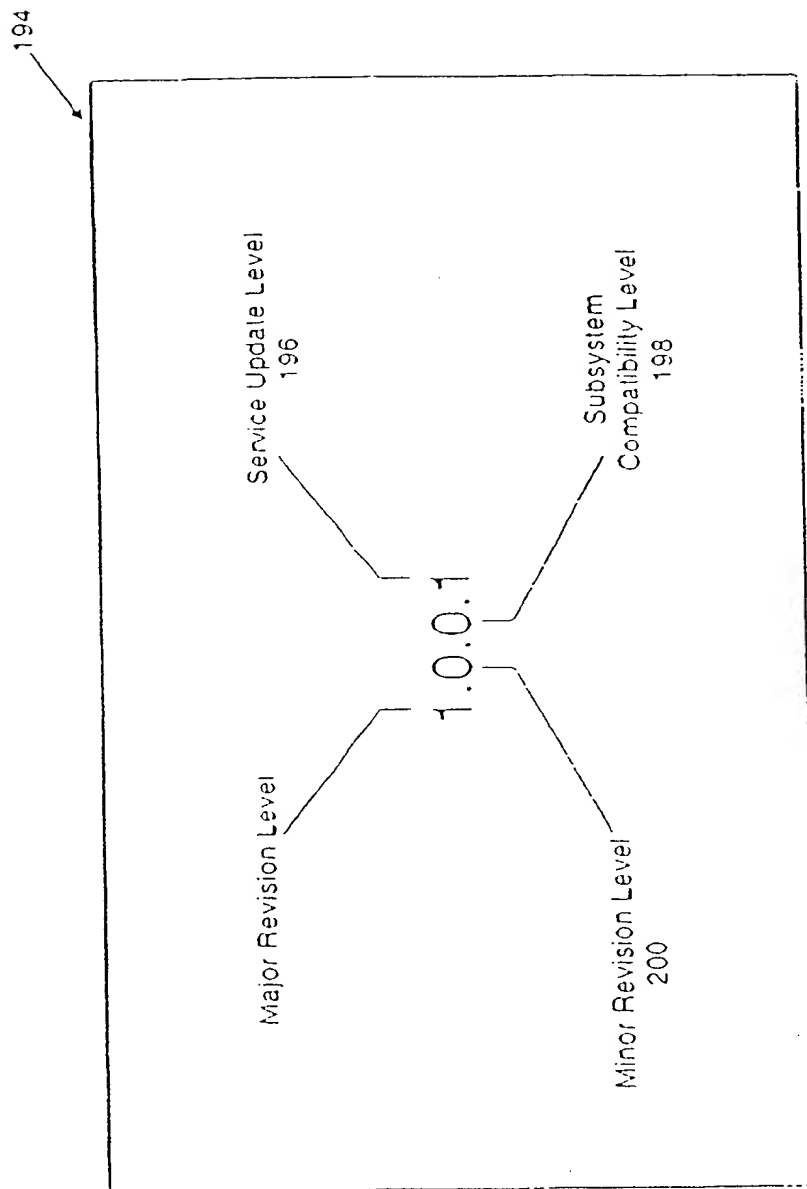 194
Major Revision Level
Service Update Level
196
1.0.0.1
Minor Revision Level
200
Subsystem
Compatibility Level
198